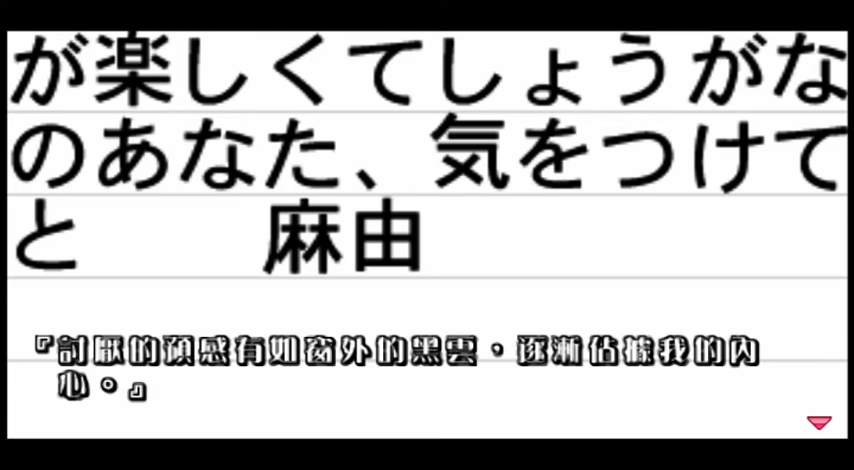 が楽しくてしょうがな
のあなた、気をつけて
と　　麻由
『討厭的預感有如窗外的黑雲，逐漸佔據我的內
心。』